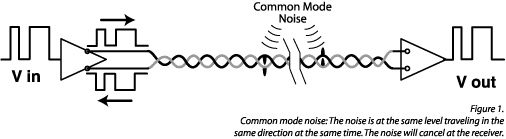 Common Mode
Noise
V in
V out
Figure 1.
Common mode noise: The noise is at the same level traveling in the
same direction at the same time. The noise will cancel at the receiver.